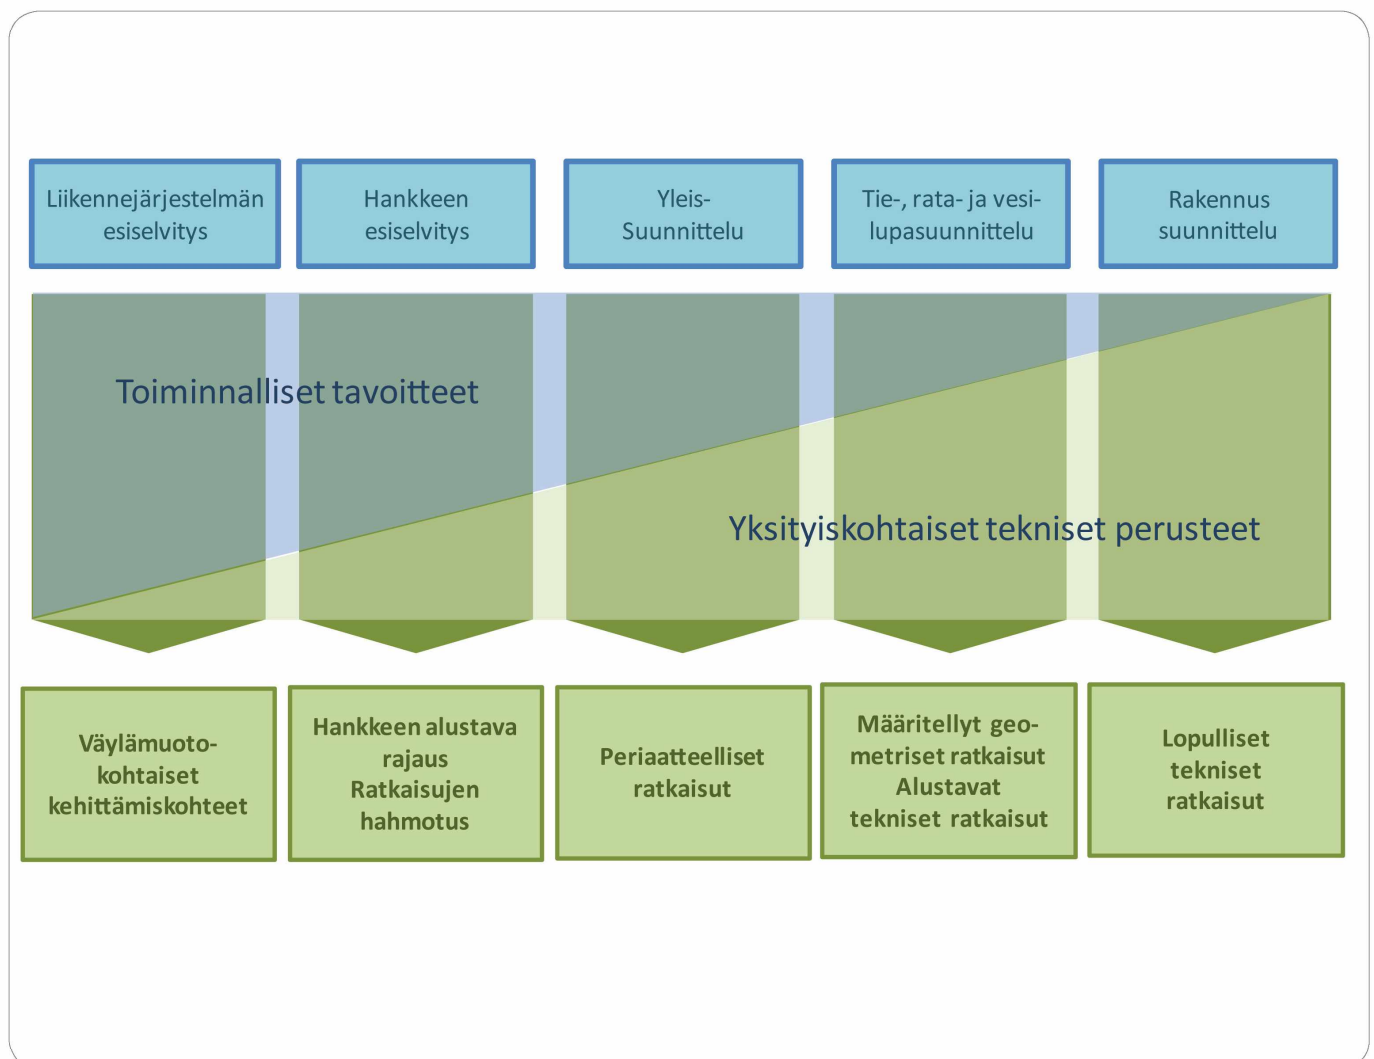 Liikennejärjestelmän
esiselvitys
Hankkeen
esiselvitys
Yleis-
Suunnittelu
Tie-, rata- ja vesi-
lupasuunnittelu
Rakennus
suunnittelu
Toiminnalliset tavoitteet
Yksityiskohtaiset tekniset perusteet
Väylämuoto-
kohtaiset
kehittämiskohteet
Hankkeen alustava
rajaus
Ratkaisujen
hahmotus
Periaatteelliset
ratkaisut
Määritellyt geo-
metriset ratkaisut
Alustavat
tekniset ratkaisut
Lopulliset
tekniset
ratkaisut